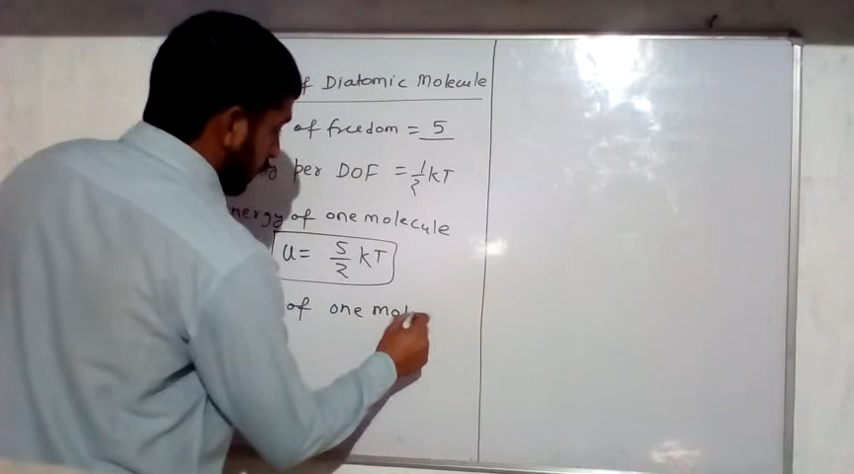 of Diatomic Molecule
of freedom = 5
per DOF = 1/2 kT
nergy of one molecule
U = 5/2 kT
of one mol